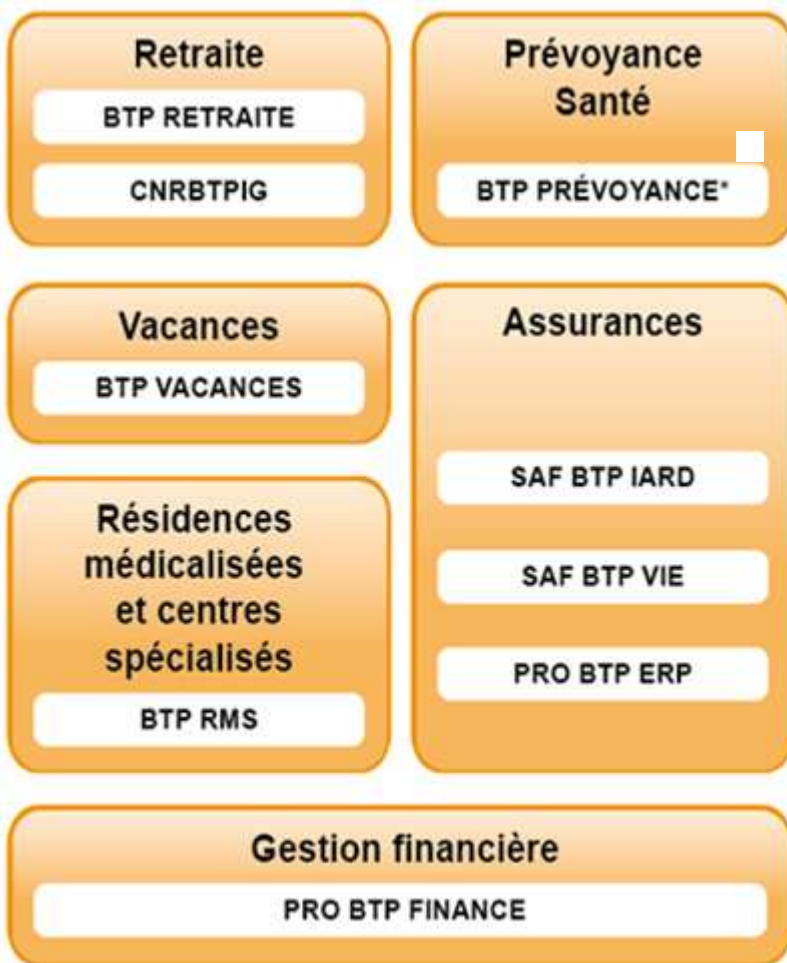 Retraite
BTP RETRAITE
CNRBTPIG
Prévoyance
Santé
BTP PRÉVOYANCE*
Vacances
BTP VACANCES
Résidences
médicalisées
et centres
spécialisés
BTP RMS
Assurances
SAF BTP IARD
SAF BTP VIE
PRO BTP ERP
Gestion financière
PRO BTP FINANCE